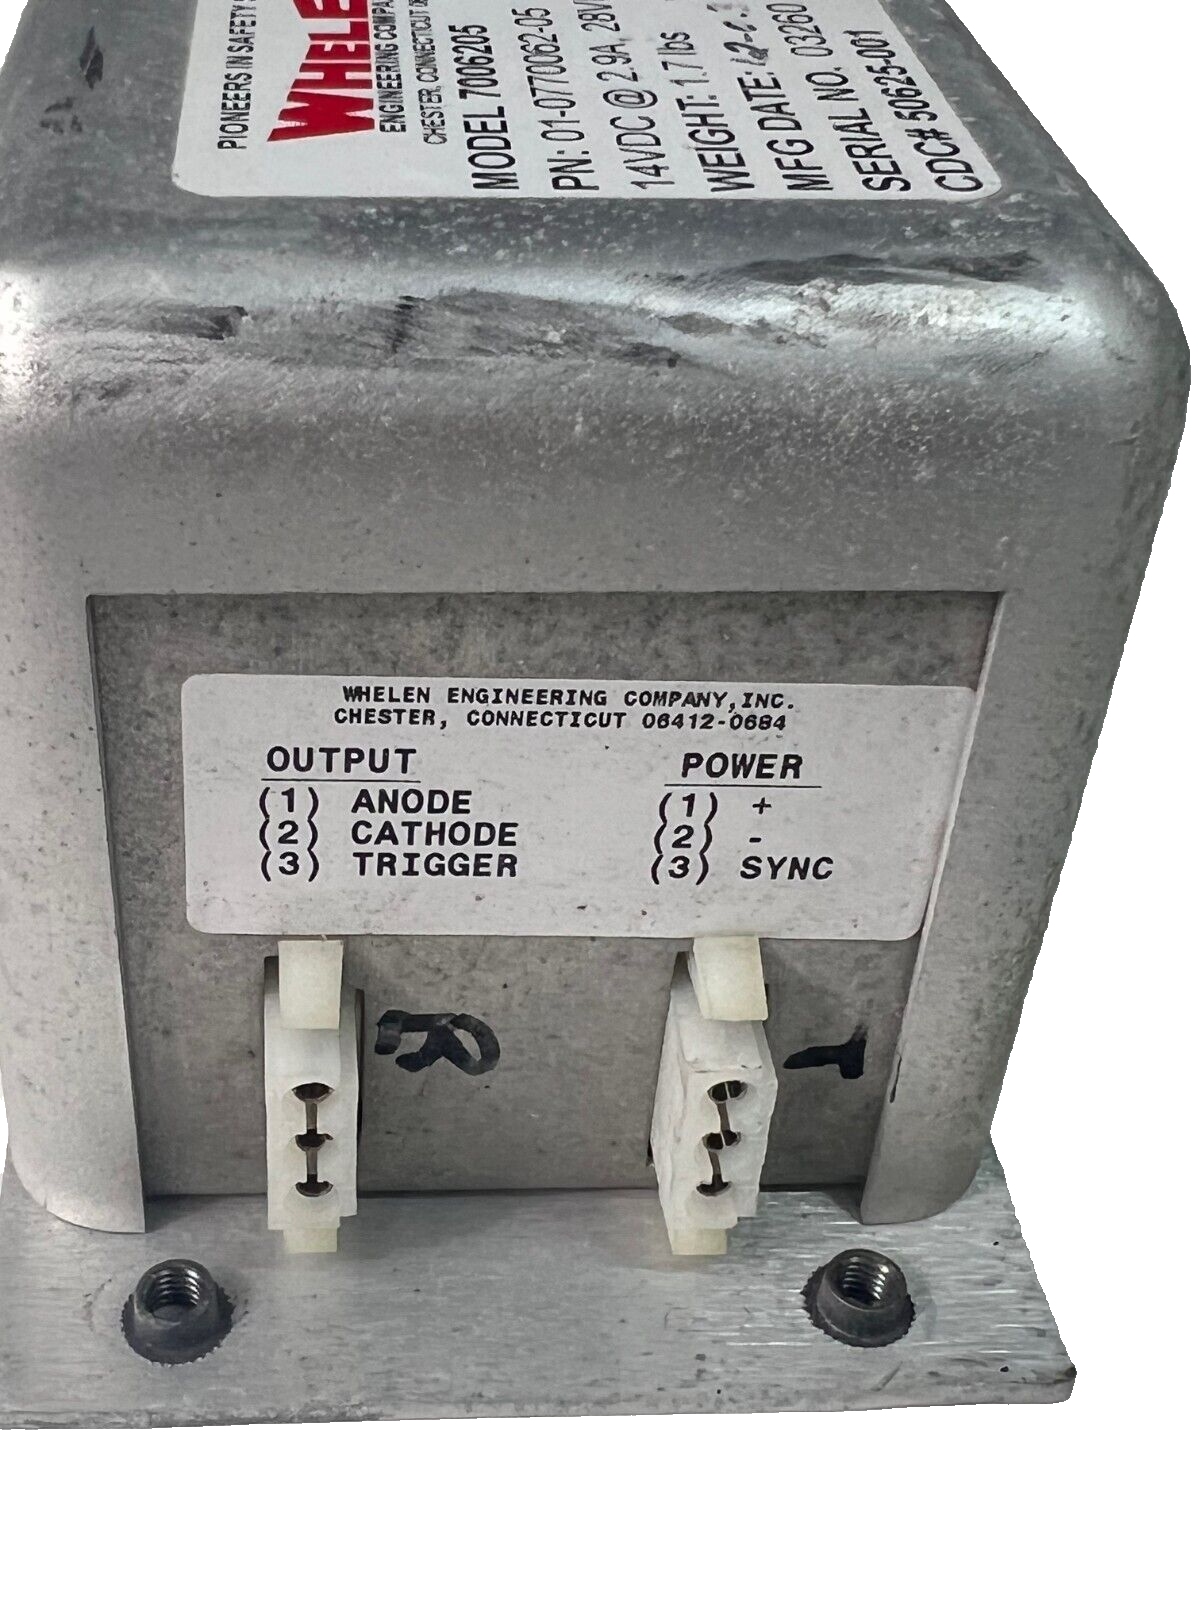 PIONEERS IN SAFETY
WHELE
ENGINEERING COMPA
CHESTER, CONNECTICUT
MODEL 7006205
PN: 01-0770062-05
14VDC @ 2.9A, 28V
WEIGHT: 1.7 lbs
MFG DATE:
SERIAL NO. 03260
CDC# 50625-001
WHELEN ENGINEERING COMPANY, INC.
CHESTER, CONNECTICUT 06412-0684
OUTPUT POWER
(1) ANODE (1) +
(2) CATHODE (2) -
(3) TRIGGER (3) SYNC
R T